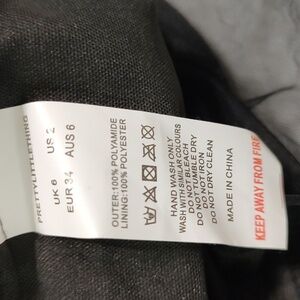 PRETTYLITTLETHING
UK 6 US 2
EUR 34 AUS 6
OUTER:100% POLYAMIDE
LINING:100% POLYESTER
HAND WASH ONLY
WASH WITH SIMILAR COLOURS
DO NOT BLEACH
DO NOT TUMBLE DRY
DO NOT IRON
DO NOT DRY CLEAN
MADE IN CHINA
KEEP AWAY FROM FIRE